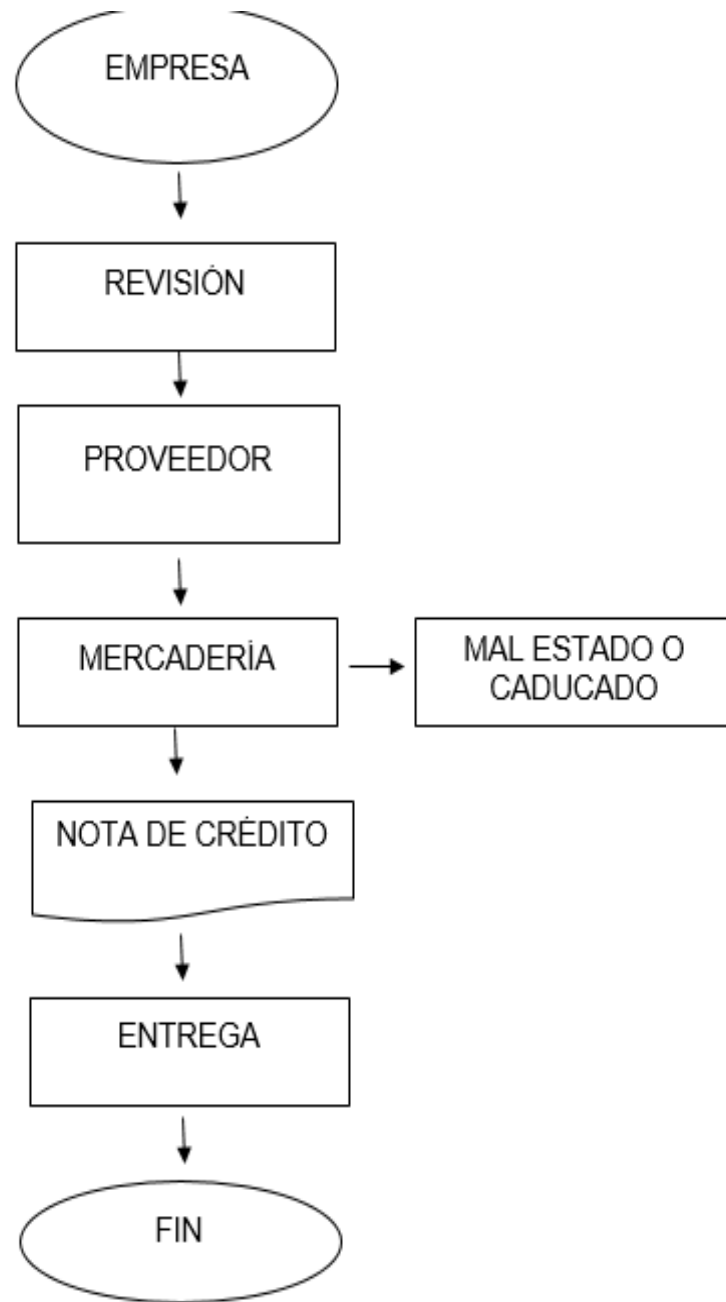 EMPRESA
REVISIÓN
PROVEEDOR
MERCADERÍA
MAL ESTADO O
CADUCADO
NOTA DE CRÉDITO
ENTREGA
FIN